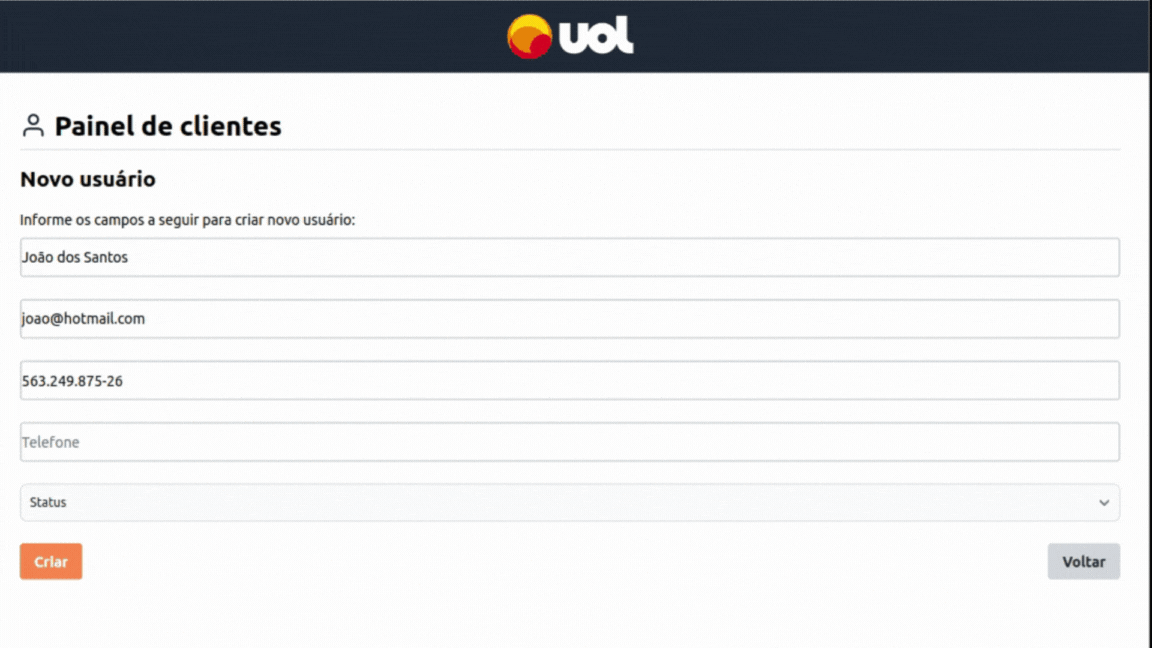 uol
Painel de clientes
Novo usuário
Informe os campos a seguir para criar novo usuário:
João dos Santos
joao@hotmail.com
563.249.875-26
Telefone
Status
Criar
Voltar